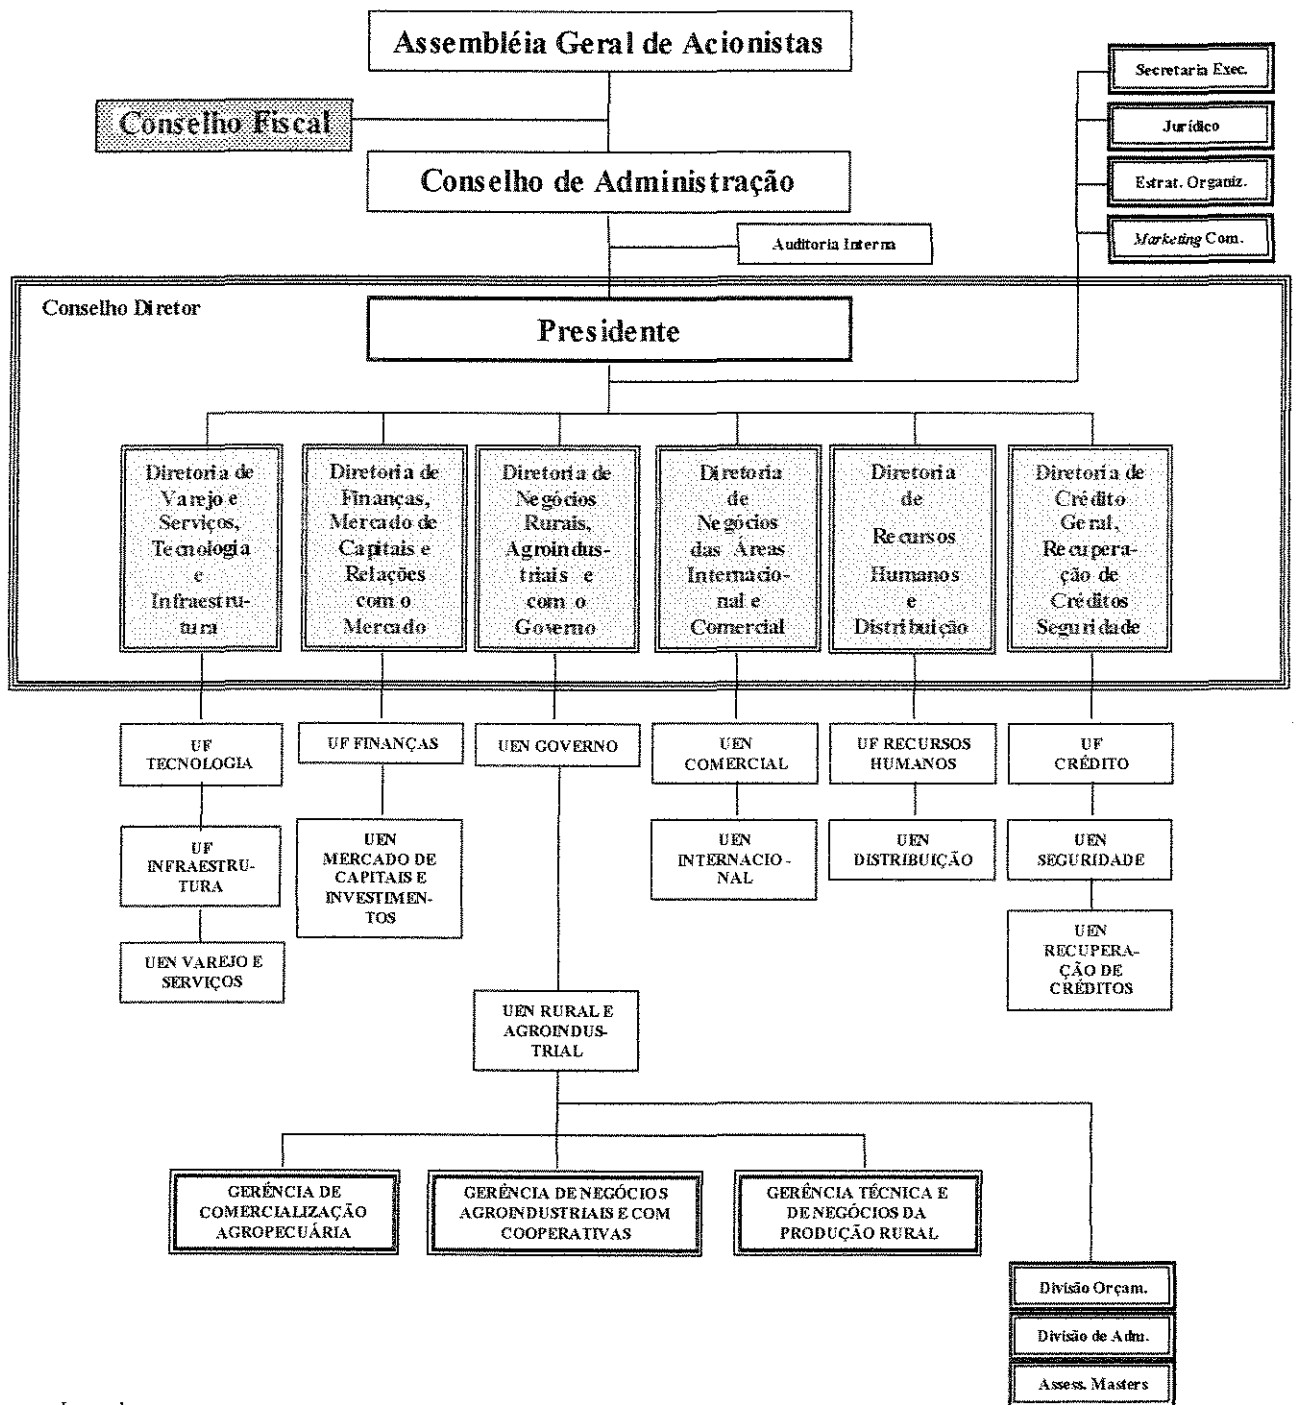 Assembléia Geral de Acionistas
Secretaria Exec.
Conselho Fiscal
Jurídico
Conselho de Administração
Estrat. Organiz.
Auditoria Interna
Marketing Com.
Conselho Diretor
Presidente
Diretoria de
Varejo e
Serviços,
Tecnologia
e
Infraestru-
tura
Diretoria de
Finanças,
Mercado de
Capitais e
Relações
com o
Mercado
Diretoria de
Negócios
Rurais,
Agroindus-
triais e
com o
Governo
Diretoria
de
Negócios
das Áreas
Internacio-
nal e
Comercial
Diretoria
de
Recursos
Humanos
e
Distribuição
Diretoria de
Crédito
Geral,
Recupera-
ção de
Créditos
Seguridade
UF
TECNOLOGIA
UF FINANÇAS
UEN GOVERNO
UEN
COMERCIAL
UF RECURSOS
HUMANOS
UF
CRÉDITO
UF
INFRAESTRU-
TURA
UEN
MERCADO DE
CAPITAIS E
INVESTIMEN-
TOS
UEN
INTERNACIO-
NAL
UEN
DISTRIBUIÇÃO
UEN
SEGURIDADE
UEN VAREJO E
SERVIÇOS
UEN
RECUPERA-
ÇÃO DE
CRÉDITOS
UEN RURAL E
AGROINDUS-
TRIAL
GERÊNCIA DE
COMERCIALIZAÇÃO
AGROPECUÁRIA
GERÊNCIA DE NEGÓCIOS
AGROINDUSTRIAIS E COM
COOPERATIVAS
GERÊNCIA TÉCNICA E
DE NEGÓCIOS DA
PRODUÇÃO RURAL
Divisão Orçam.
Divisão de Adm.
Assess. Masters